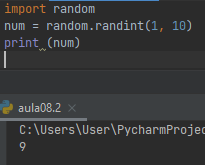 import random
num = random.randint(1, 10)
print (num)
aula08.2
C:\Users\User\PycharmProjec
9